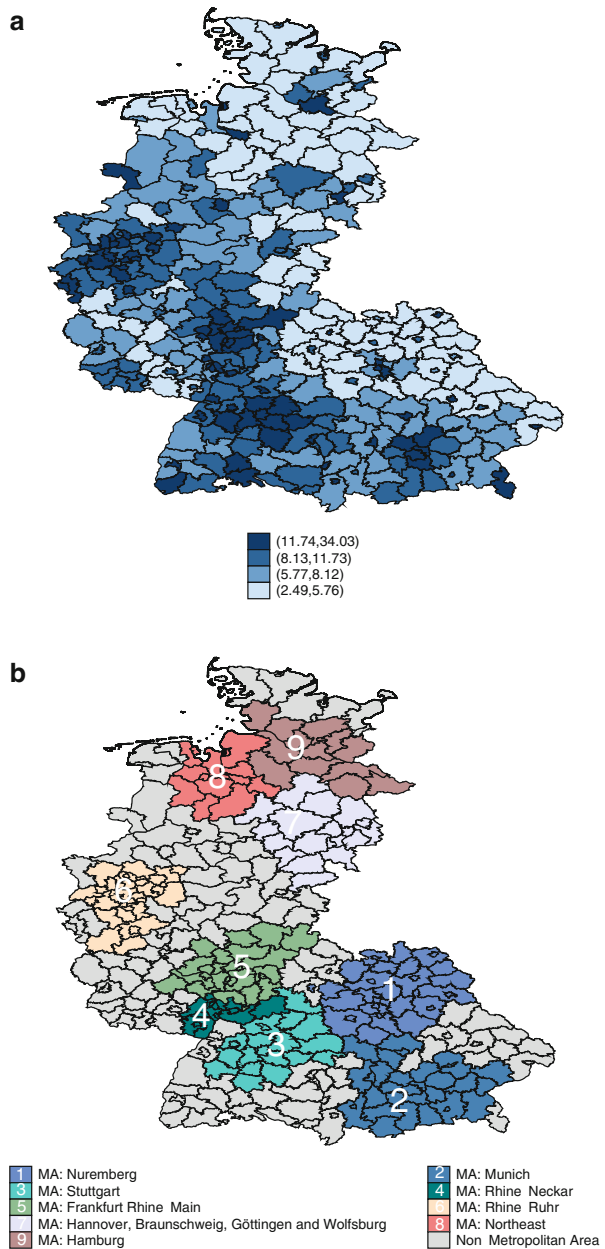 a
(11.74,34.03)
(8.13,11.73)
(5.77,8.12)
(2.49,5.76)
b
9
8
7
6
5
1
4
3
2
1 MA: Nuremberg
3 MA: Stuttgart
5 MA: Frankfurt Rhine Main
7 MA: Hannover, Braunschweig, Göttingen and Wolfsburg
9 MA: Hamburg
2 MA: Munich
4 MA: Rhine Neckar
6 MA: Rhine Ruhr
8 MA: Northeast
Non Metropolitan Area